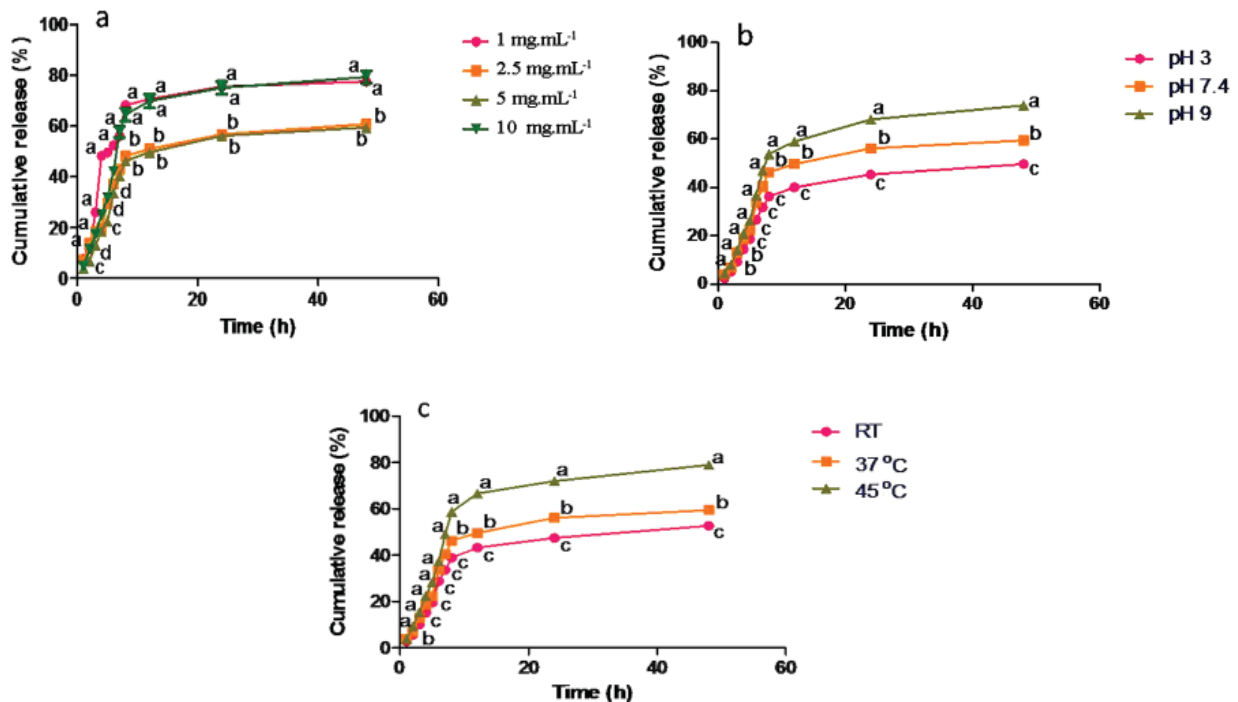 a
1 mg.mL-1
2.5 mg.mL-1
5 mg.mL-1
10 mg.mL-1
Cumulative release (%)
100
80
60
40
20
0
a a a a a a a a a a a a
b b b b b b
d d c d c
0 20 40 60
Time (h)
b
pH 3
pH 7.4
pH 9
Cumulative release (%)
100
80
60
40
20
0
a a a a a a a a a
b b b b b b b
c c c c c c
0 20 40 60
Time (h)
c
RT
37 °C
45 °C
Cumulative release (%)
100
80
60
40
20
0
a a a a a a a a a a
b b b b b
c c c c c c c c
0 20 40 60
Time (h)